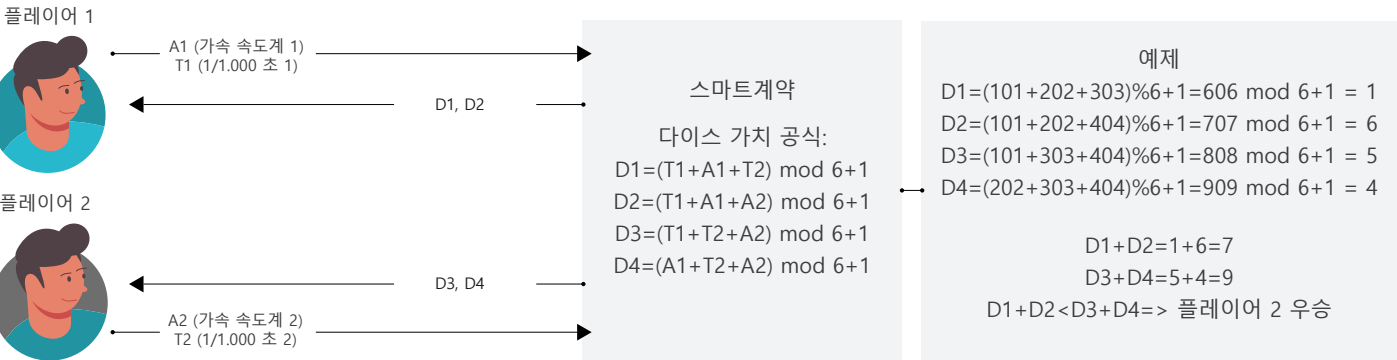 플레이어 1
A1 (가속 속도계 1)
T1 (1/1.000 초 1)
D1, D2
플레이어 2
D3, D4
A2 (가속 속도계 2)
T2 (1/1.000 초 2)
스마트계약
다이스 가치 공식:
D1=(T1+A1+T2) mod 6+1
D2=(T1+A1+A2) mod 6+1
D3=(T1+T2+A2) mod 6+1
D4=(A1+T2+A2) mod 6+1
예제
D1=(101+202+303)%6+1=606 mod 6+1 = 1
D2=(101+202+404)%6+1=707 mod 6+1 = 6
D3=(101+303+404)%6+1=808 mod 6+1 = 5
D4=(202+303+404)%6+1=909 mod 6+1 = 4
D1+D2=1+6=7
D3+D4=5+4=9
D1+D2<D3+D4=> 플레이어 2 우승